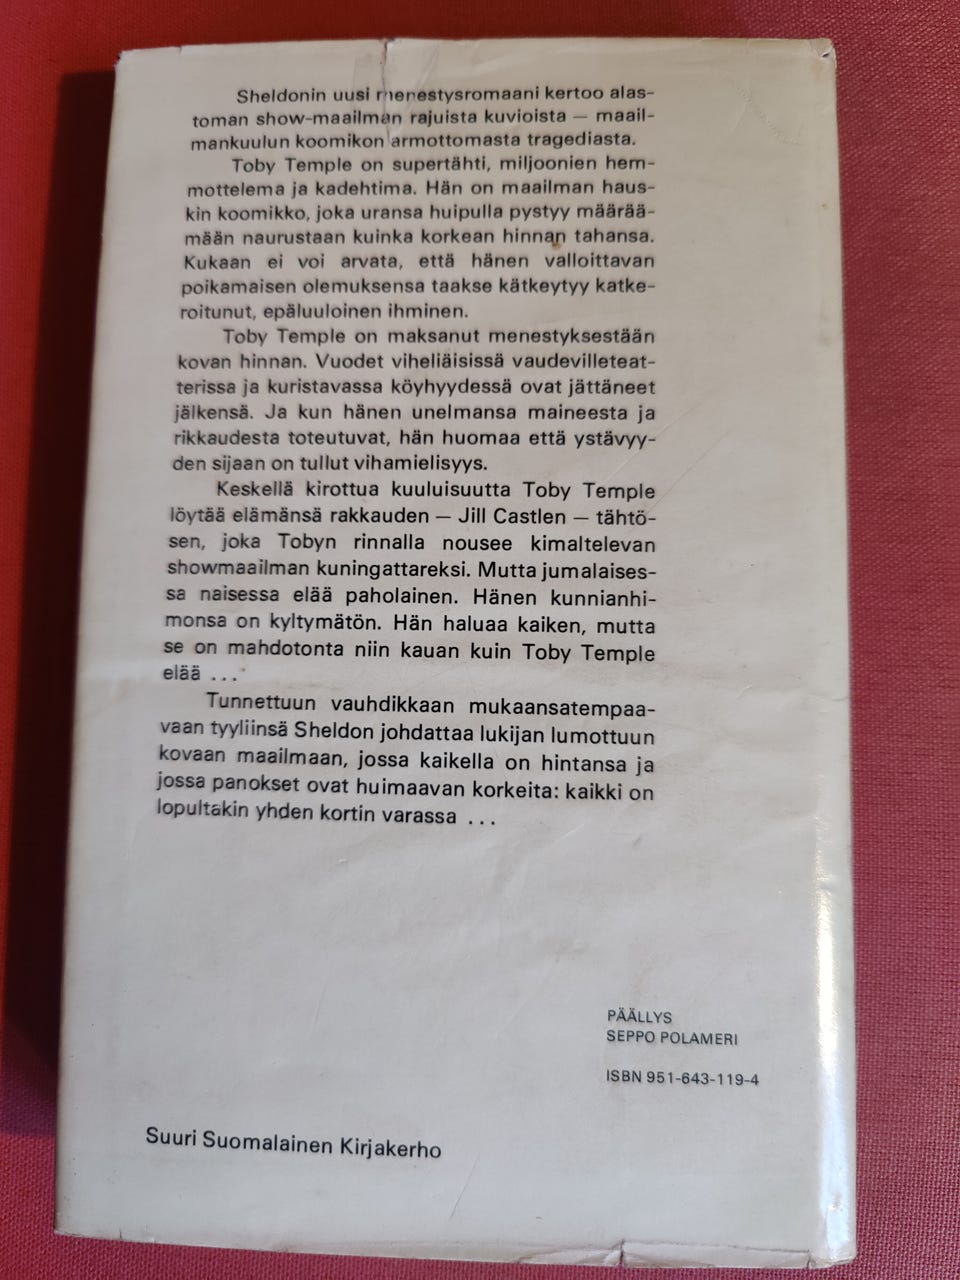 Sheldonin uusi menestysromaani kertoo alas-
toman show-maailman rajuista kuvioista — maail-
mankuulun koomikon armottomasta tragediasta.
Toby Temple on supertähti, miljoonien hem-
mottelema ja kadehtima. Hän on maailman haus-
kin koomikko, joka uransa huipulla pystyy määrää-
mään naurustaan kuinka korkean hinnan tahansa.
Kukaan ei voi arvata, että hänen valloittavan
poikamaisen olemuksensa taakse kätkeytyy katke-
roitunut, epäluuloinen ihminen.
Toby Temple on maksanut menestyksestään
kovan hinnan. Vuodet viheliäisissä vaudevilleteat-
terissa ja kuristavassa köyhyydessä ovat jättäneet
jälkensä. Ja kun hänen unelmansa maineesta ja
rikkaudesta toteutuvat, hän huomaa että ystävyy-
den sijaan on tullut vihamielisyys.
Keskellä kirottua kuuluisuutta Toby Temple
löytää elämänsä rakkauden — Jill Castlen — tähtö-
sen, joka Tobyn rinnalla nousee kimaltelevan
showmaailman kuningattareksi. Mutta jumalaises-
sa naisessa elää paholainen. Hänen kunnianhi-
monsa on kyltymätön. Hän haluaa kaiken, mutta
se on mahdotonta niin kauan kuin Toby Temple
elää ...
Tunnettuun vauhdikkaan mukaansatempaa-
vaan tyyliinsä Sheldon johdattaa lukijan lumottuun
kovaan maailmaan, jossa kaikella on hintansa ja
jossa panokset ovat huimaavan korkeita: kaikki on
lopultakin yhden kortin varassa ...
PÄÄLLYS
SEPPO POLAMERI
ISBN 951-643-119-4
Suuri Suomalainen Kirjakerho